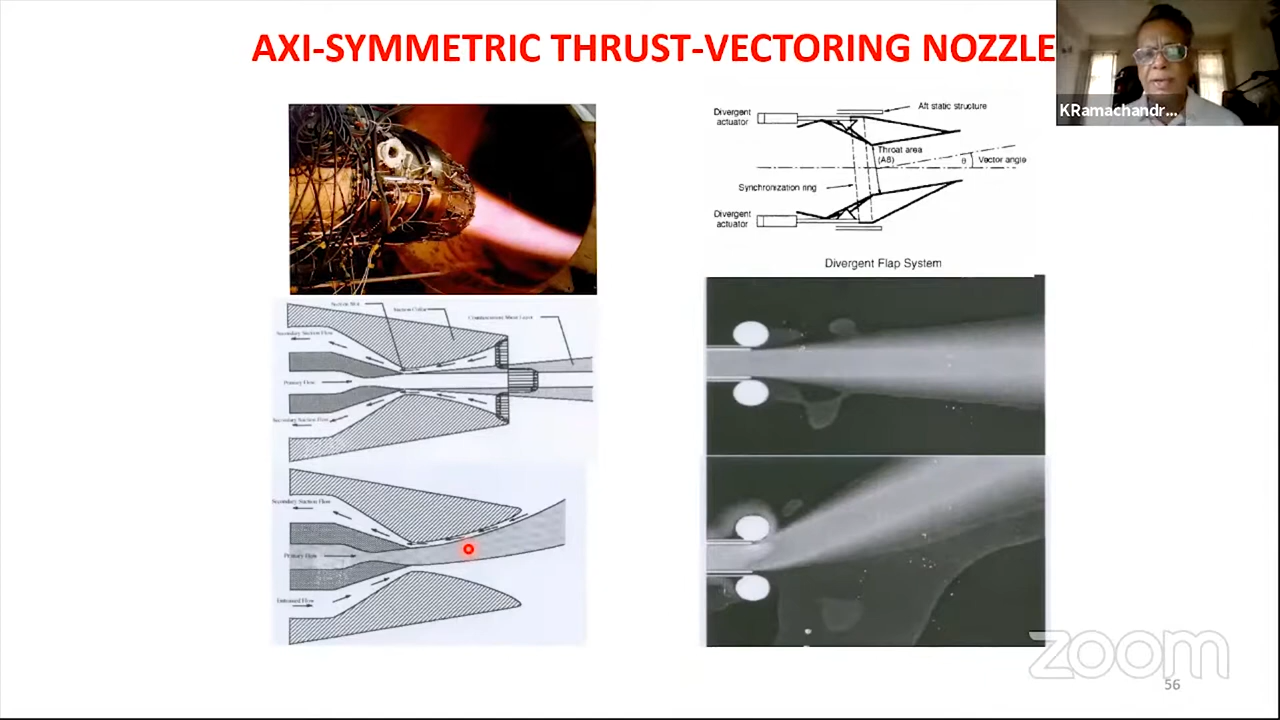 AXI-SYMMETRIC THRUST-VECTORING NOZZLE
KRamachandr...
Divergent
actuator
Aft static structure
Throat area
(A8)
θ
Vector angle
Synchronization ring
Divergent
actuator
Divergent Flap System
Suction Slot
Suction Collar
Countercurrent Shear Layer
Secondary Suction Flow
Primary Flow
Secondary Suction Flow
Secondary Suction Flow
Primary Flow
Entrained Flow
zoom
56